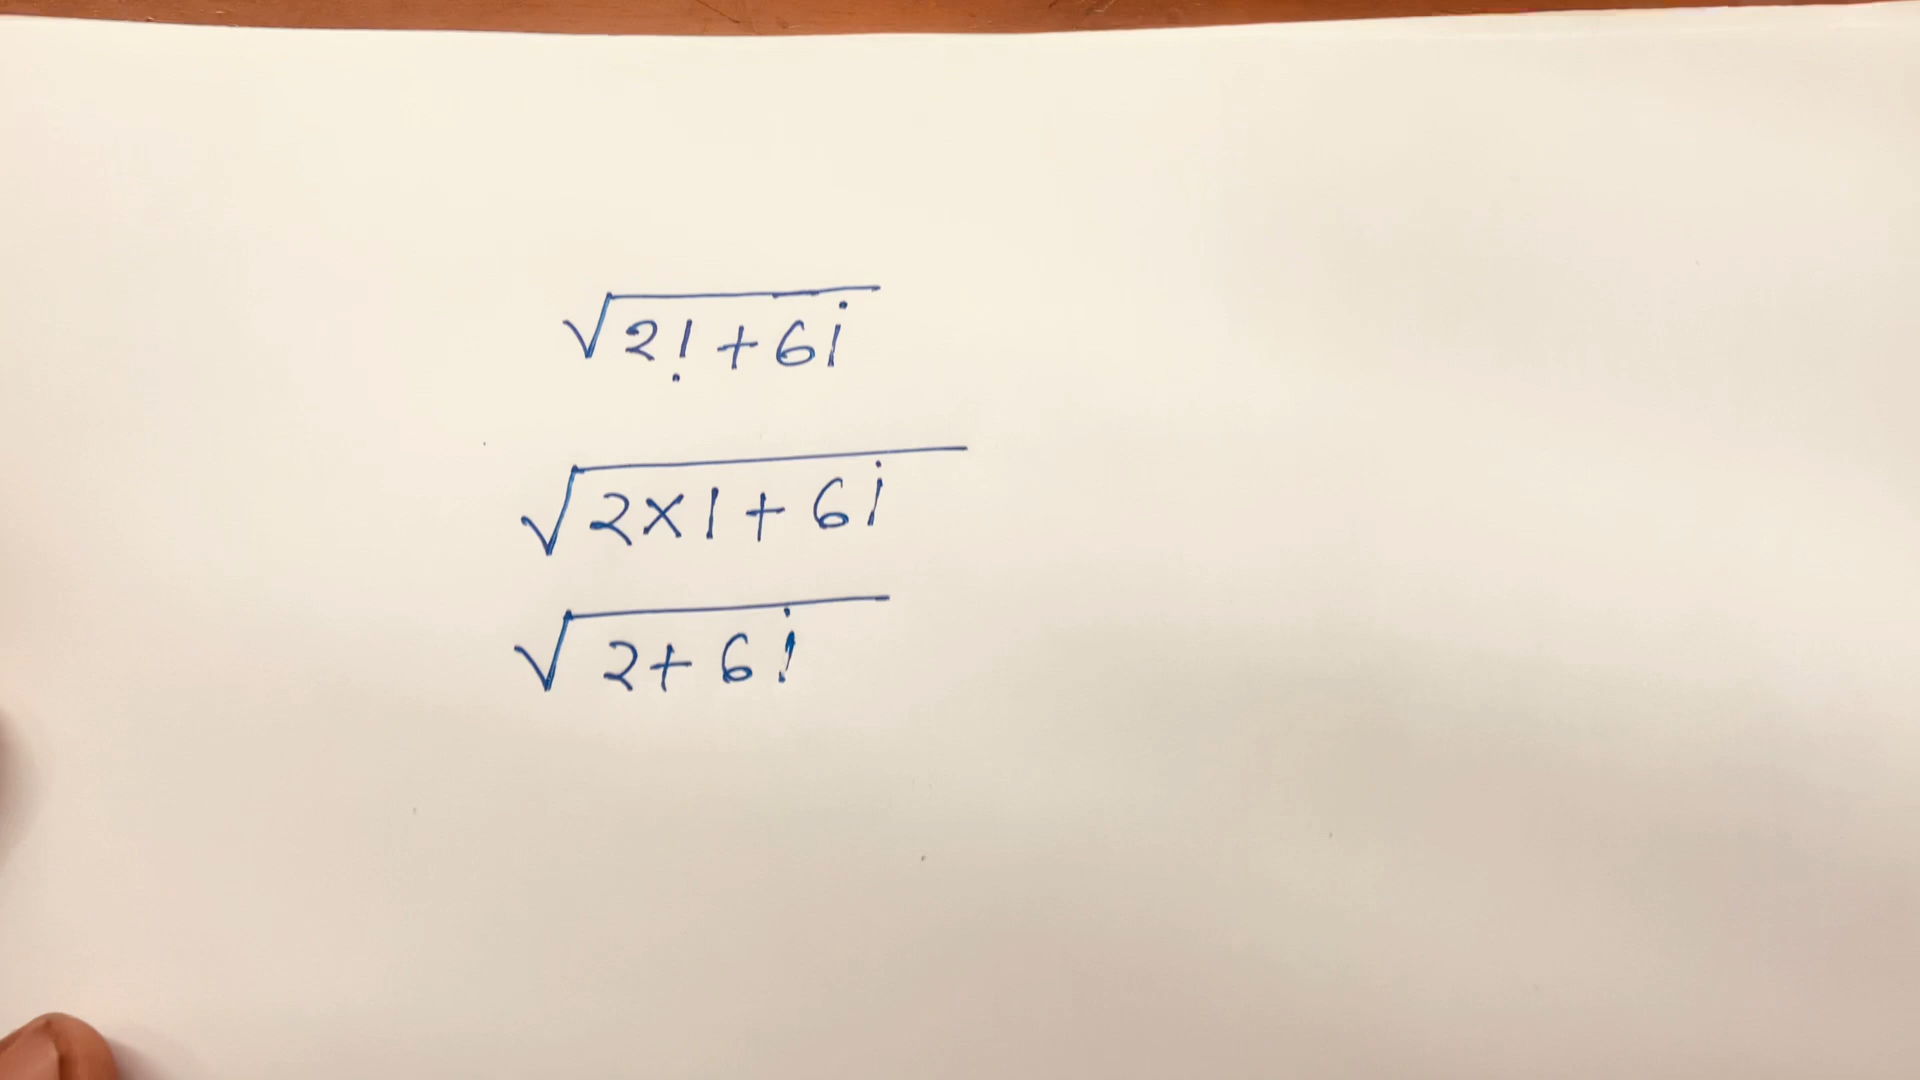 √2! + 6i
√2×1 + 6i
√2 + 6i